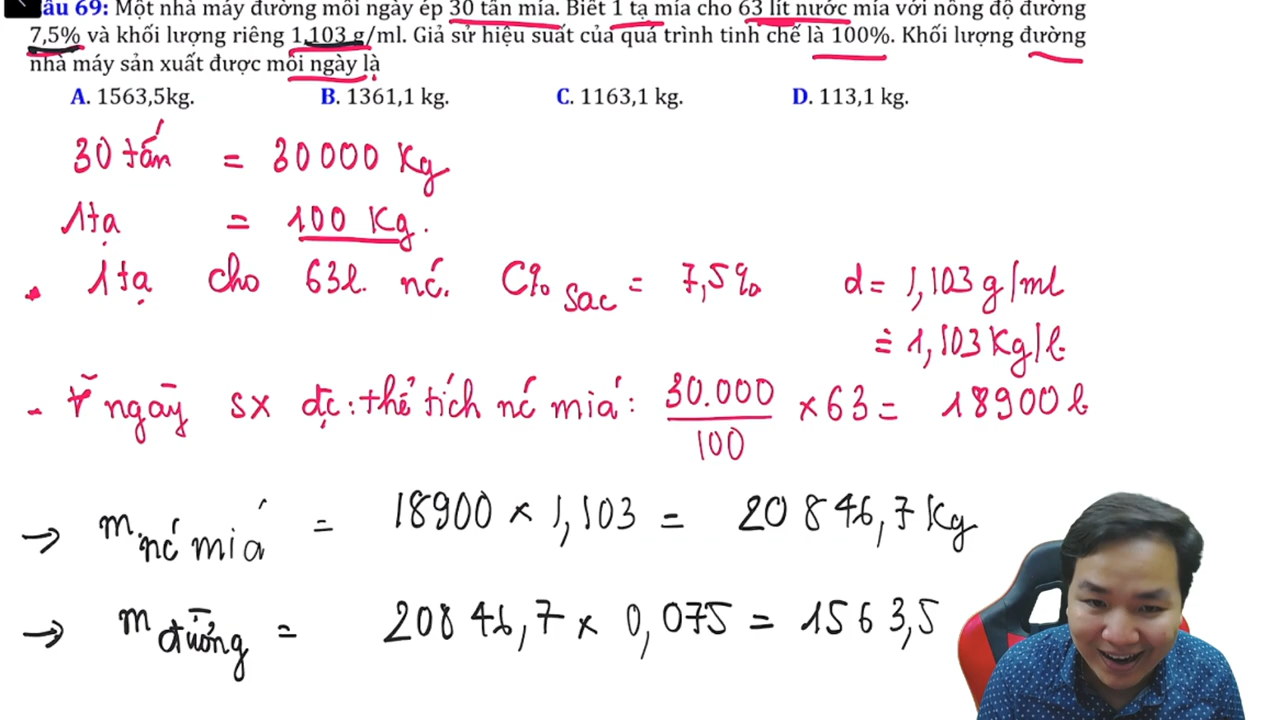 âu 69: Một nhà máy đường mỗi ngày ép 30 tấn mía. Biết 1 tạ mía cho 63 lít nước mía với nồng độ đường
7,5% và khối lượng riêng 1,103 g/ml. Giả sử hiệu suất của quá trình tinh chế là 100%. Khối lượng đường
nhà máy sản xuất được mỗi ngày là
A. 1563,5kg. B. 1361,1 kg. C. 1163,1 kg. D. 113,1 kg.
30 tấn = 30000 Kg
1 tạ = 100 Kg.
1 tạ cho 63l. nć. C% sac = 7,5% d = 1,103 g/ml
= 1,103 Kg/l
- ngày sx đc: thể tích nć mía: 30.000/100 × 63 = 18900 l
→ m nć mía = 18900 × 1,103 = 20846,7 Kg
→ m đường = 20846,7 × 0,075 = 1563,5